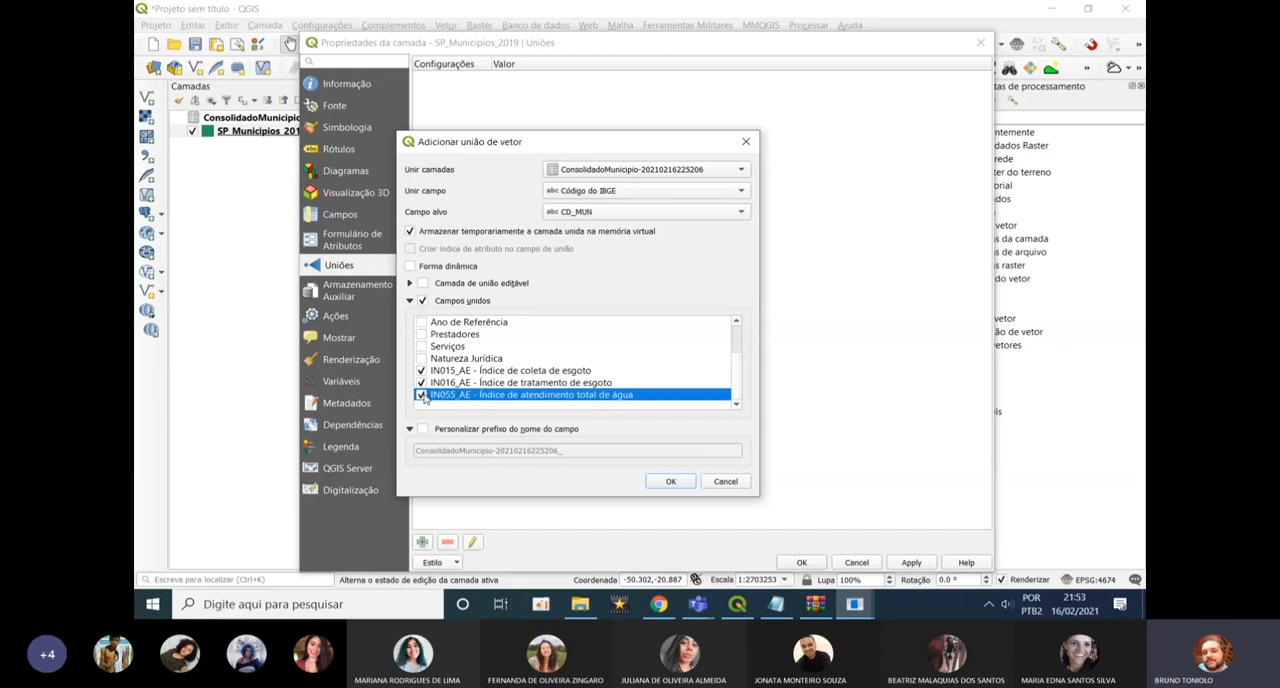 *Projeto sem título - QGIS
Projeto Editar Exibir Camada Configurações Complementos Vetor Raster Banco de dados Web Malha Ferramentas Militares MMQGIS Processar Ajuda
Propriedades da camada - SP_Municipios_2019 | Uniões
Camadas
ConsolidadoMunicipio
SP_Municipios_201
Informação
Fonte
Simbologia
Rótulos
Diagramas
Visualização 3D
Campos
Formulário de
Atributos
Uniões
Armazenamento
Auxiliar
Ações
Mostrar
Renderização
Variáveis
Metadados
Dependências
Legenda
QGIS Server
Digitalização
Configurações Valor
Adicionar união de vetor
Unir camadas ConsolidadoMunicipio-20210216225206
Unir campo abc Código do IBGE
Campo alvo abc CD_MUN
Armazenar temporariamente a camada unida na memória virtual
Criar índice de atributo no campo de união
Forma dinâmica
Camada de união editável
Campos unidos
Ano de Referência
Prestadores
Serviços
Natureza Jurídica
IN015_AE - Índice de coleta de esgoto
IN016_AE - Índice de tratamento de esgoto
IN055_AE - Índice de atendimento total de água
Personalizar prefixo do nome do campo
ConsolidadoMunicipio-20210216225206_
OK Cancel
Estilo OK Cancel Apply Help
tas de processamento
entemente
dados Raster
rede
ter do terreno
orial
dos
vetor
s da camada
s de arquivo
s raster
do vetor
vetor
ão de vetor
vetores
is
Escreva para localizar (Ctrl+K) Alterna o estado de edição da camada ativa Coordenada -50.302,-20.887 Escala 1:2703253 Lupa 100% Rotação 0.0 ° Renderizar EPSG:4674
Digite aqui para pesquisar
POR
PTB2
21:53
16/02/2021
+4
MARIANA RODRIGUES DE LIMA
FERNANDA DE OLIVEIRA ZINGARO
JULIANA DE OLIVEIRA ALMEIDA
JONATA MONTEIRO SOUZA
BEATRIZ MALAQUIAS DOS SANTOS
MARIA EDNA SANTOS SILVA
BRUNO TONIOLO